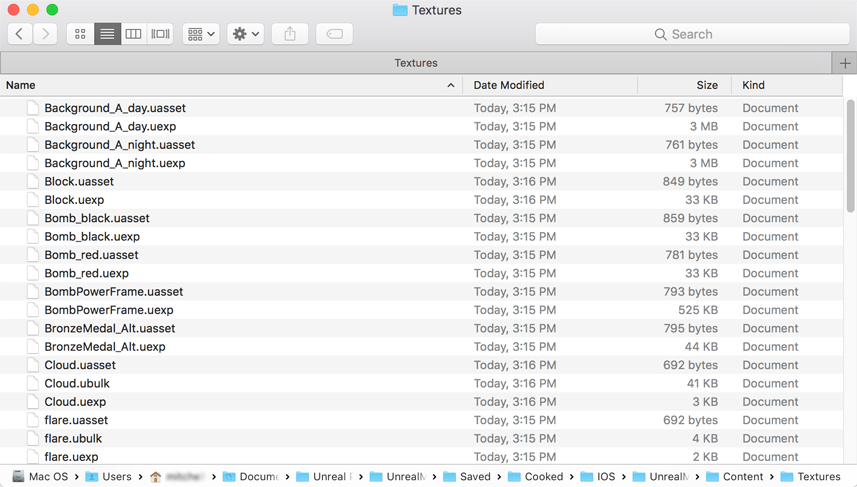 Textures
Search
Textures
Name Date Modified Size Kind
Background_A_day.uasset Today, 3:15 PM 757 bytes Document
Background_A_day.uexp Today, 3:15 PM 3 MB Document
Background_A_night.uasset Today, 3:15 PM 761 bytes Document
Background_A_night.uexp Today, 3:15 PM 3 MB Document
Block.uasset Today, 3:16 PM 849 bytes Document
Block.uexp Today, 3:16 PM 33 KB Document
Bomb_black.uasset Today, 3:15 PM 859 bytes Document
Bomb_black.uexp Today, 3:15 PM 33 KB Document
Bomb_red.uasset Today, 3:15 PM 781 bytes Document
Bomb_red.uexp Today, 3:15 PM 33 KB Document
BombPowerFrame.uasset Today, 3:15 PM 793 bytes Document
BombPowerFrame.uexp Today, 3:15 PM 525 KB Document
BronzeMedal_Alt.uasset Today, 3:15 PM 795 bytes Document
BronzeMedal_Alt.uexp Today, 3:15 PM 44 KB Document
Cloud.uasset Today, 3:16 PM 692 bytes Document
Cloud.ubulk Today, 3:16 PM 41 KB Document
Cloud.uexp Today, 3:16 PM 3 KB Document
flare.uasset Today, 3:15 PM 692 bytes Document
flare.ubulk Today, 3:15 PM 4 KB Document
flare.uexp Today, 3:15 PM 2 KB Document
Mac OS Users Docume Unreal UnrealM Saved Cooked IOS UnrealM Content Textures